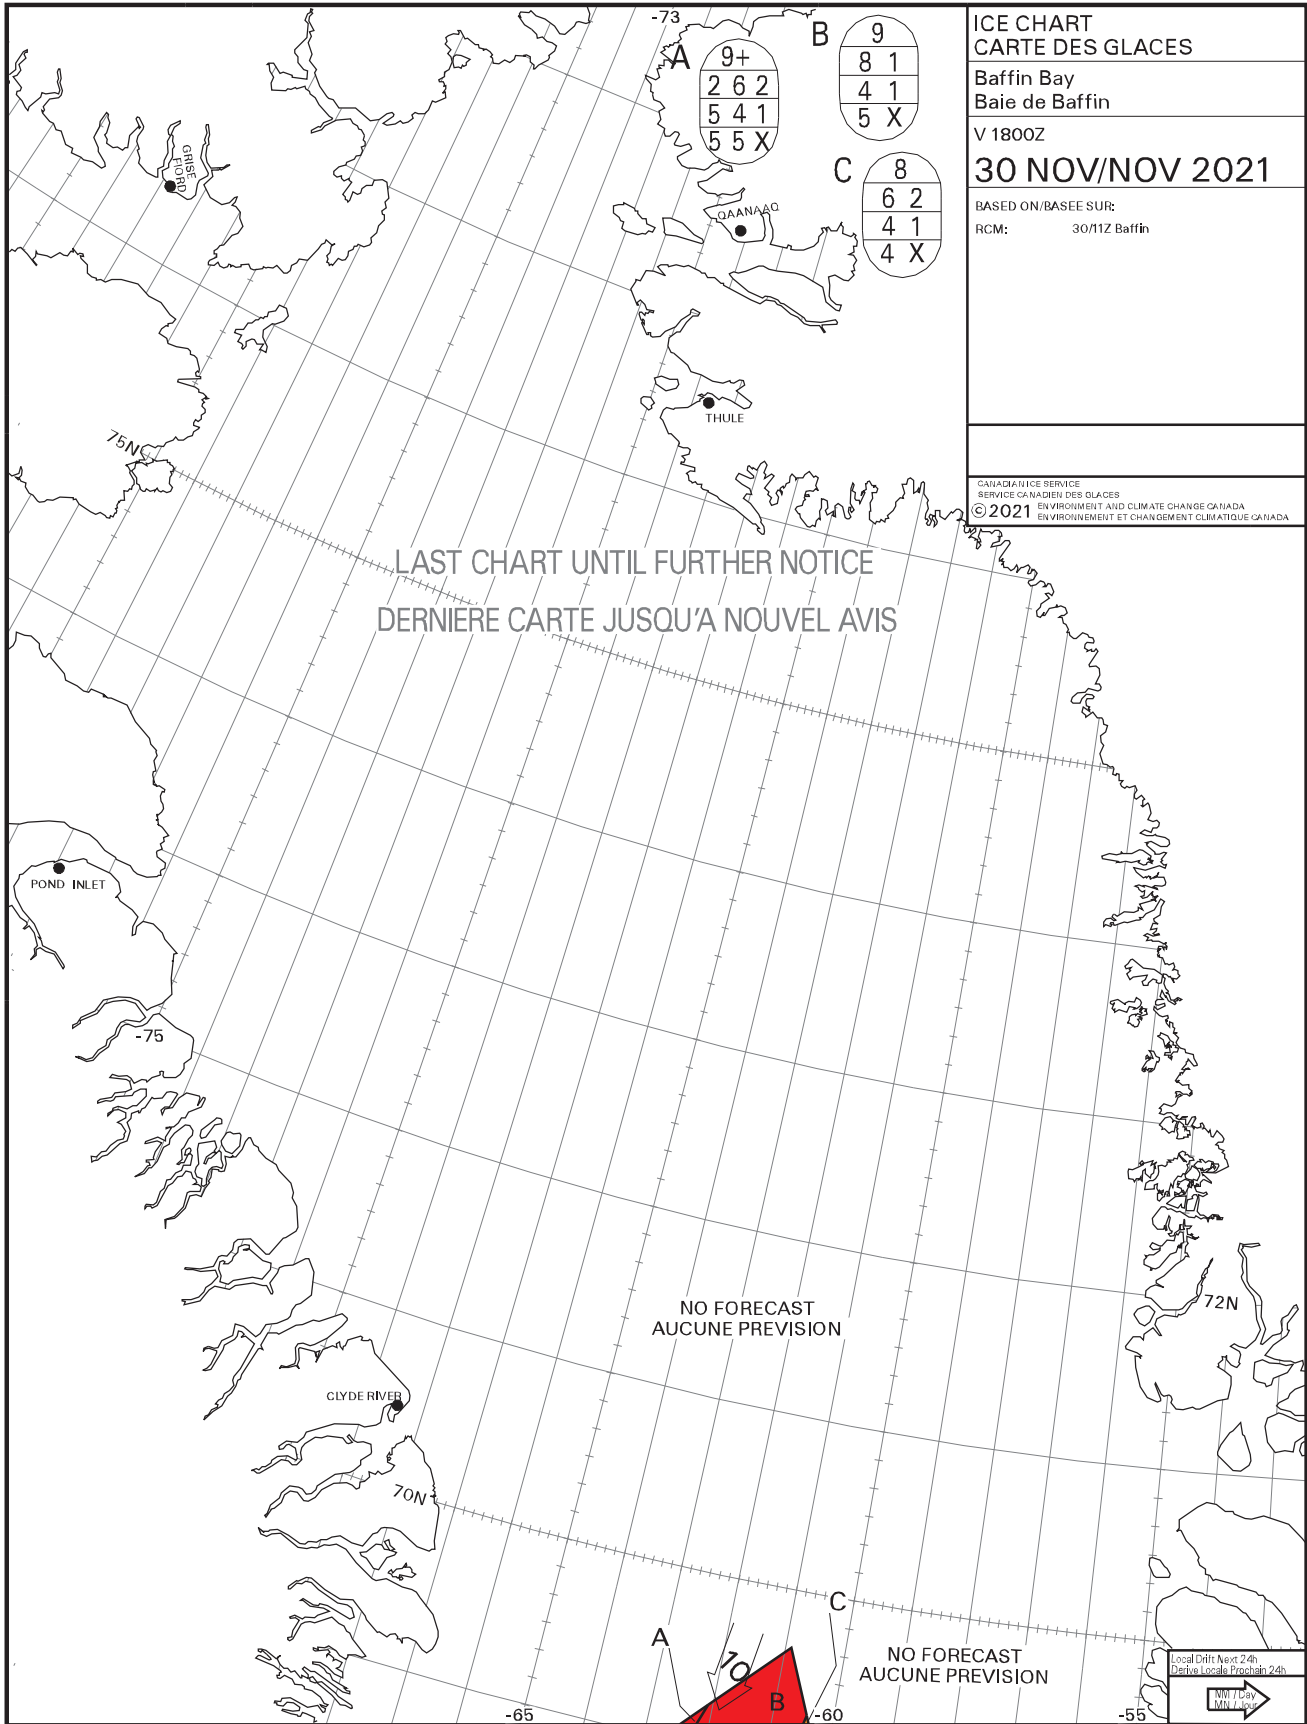 -73
A
9+
2 6 2
5 4 1
5 5 X
B
9
8 1
4 1
5 X
C
8
6 2
4 1
4 X
ICE CHART
CARTE DES GLACES
Baffin Bay
Baie de Baffin
V 1800Z
30 NOV/NOV 2021
BASED ON/BASEE SUR:
RCM: 30/11Z Baffin
CANADIAN ICE SERVICE
SERVICE CANADIEN DES GLACES
© 2021 ENVIRONMENT AND CLIMATE CHANGE CANADA
ENVIRONNEMENT ET CHANGEMENT CLIMATIQUE CANADA
GRISE
FIORD
QAANAAQ
THULE
75N
LAST CHART UNTIL FURTHER NOTICE
DERNIERE CARTE JUSQU'A NOUVEL AVIS
POND INLET
-75
72N
NO FORECAST
AUCUNE PREVISION
CLYDE RIVER
70N
C
A
10
B
NO FORECAST
AUCUNE PREVISION
-65
-60
-55
Local Drift Next 24h
Derive Locale Prochain 24h
NM / Day
MN / Jour